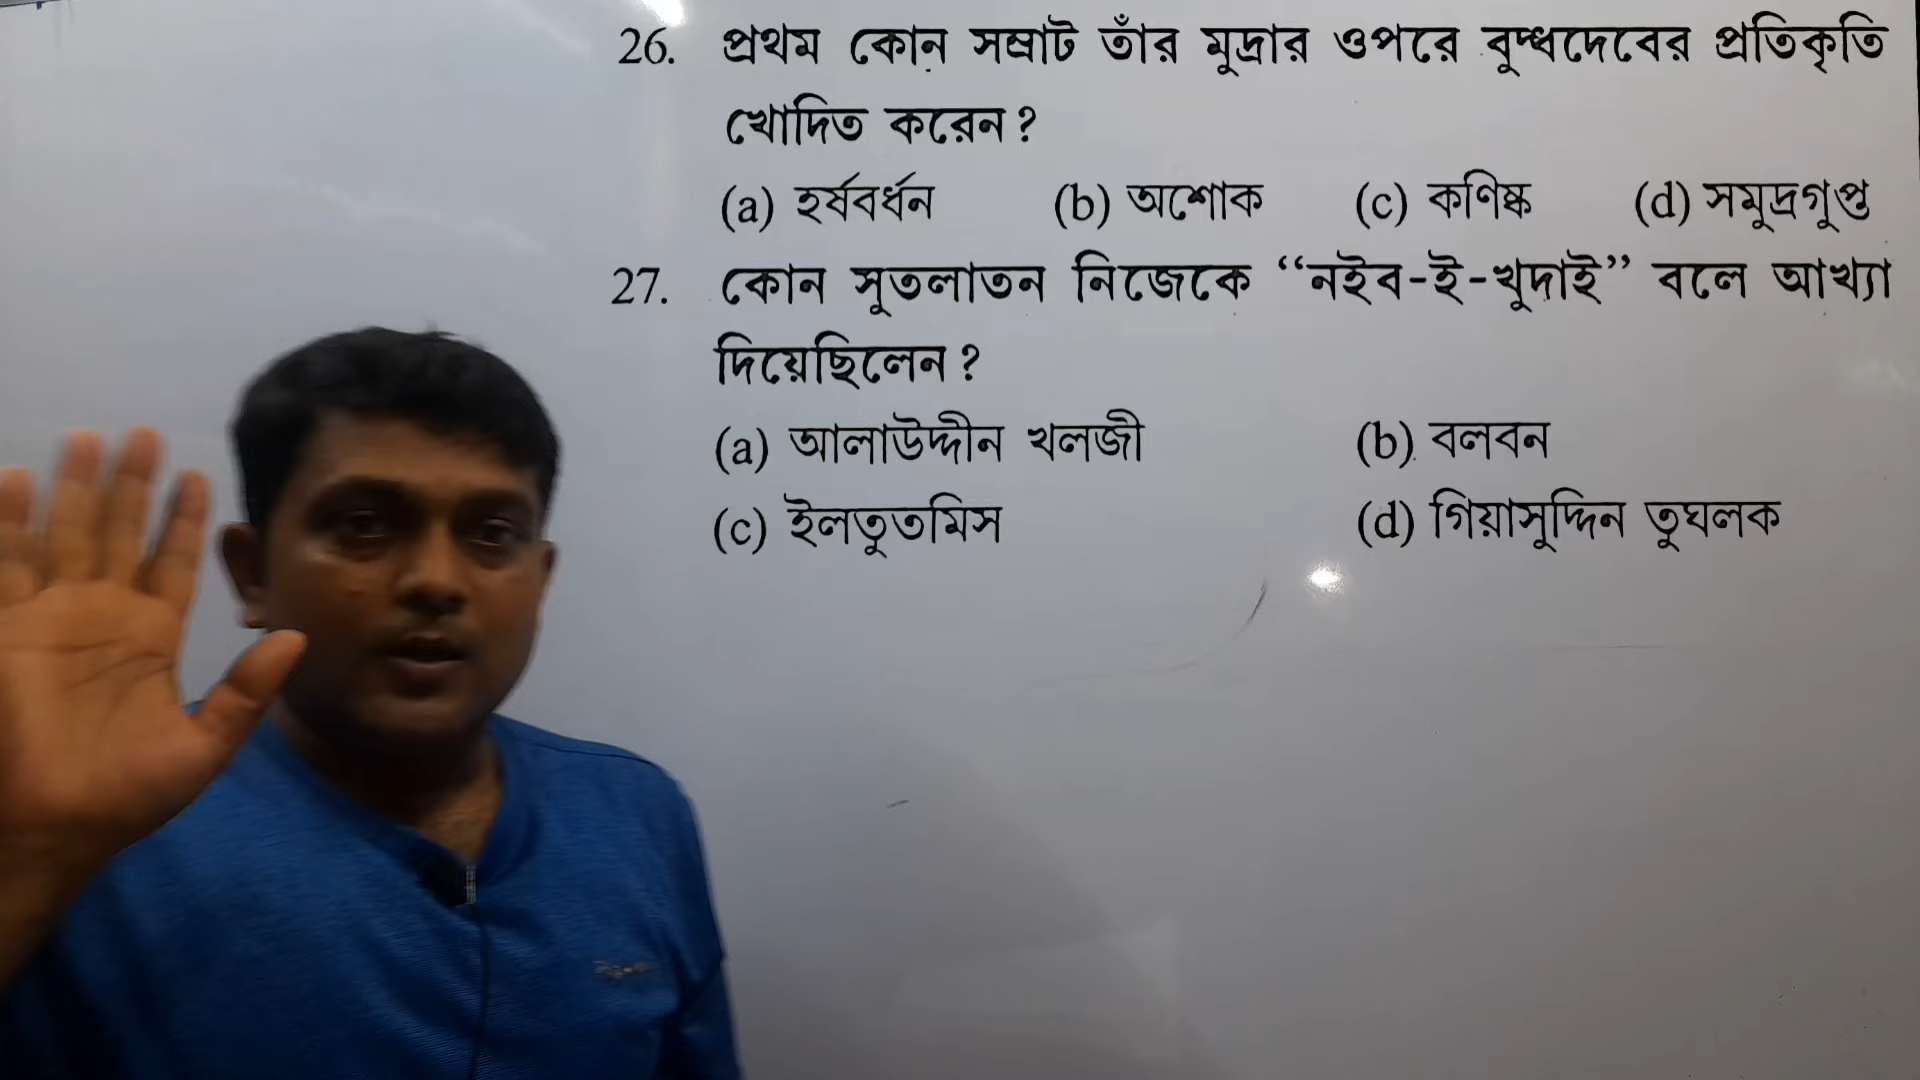 26. প্রথম কোন সম্রাট তাঁর মুদ্রার ওপরে বুদ্ধদেবের প্রতিকৃতি
খোদিত করেন?
(a) হর্ষবর্ধন (b) অশোক (c) কণিষ্ক (d) সমুদ্রগুপ্ত
27. কোন সুতলাতন নিজেকে “নইব-ই-খুদাই” বলে আখ্যা
দিয়েছিলেন?
(a) আলাউদ্দীন খলজী (b) বলবন
(c) ইলতুতমিস (d) গিয়াসুদ্দিন তুঘলক